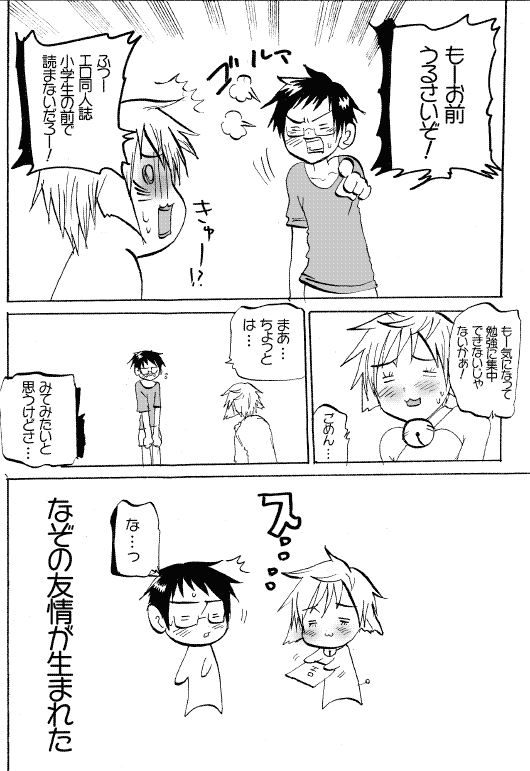 もーお前
うるさいぞ！
ブルァ
ふつー
エロ同人誌
小学生の前で
読まないだろー！
きゅー！？
もー気になって
勉強に集中
できないじゃ
ないかぁ
ごめん…
まあ…
ちょっと
は…
みてみたいと
思うけどさ…
ス…
な…っ
なぞの友情が生まれた